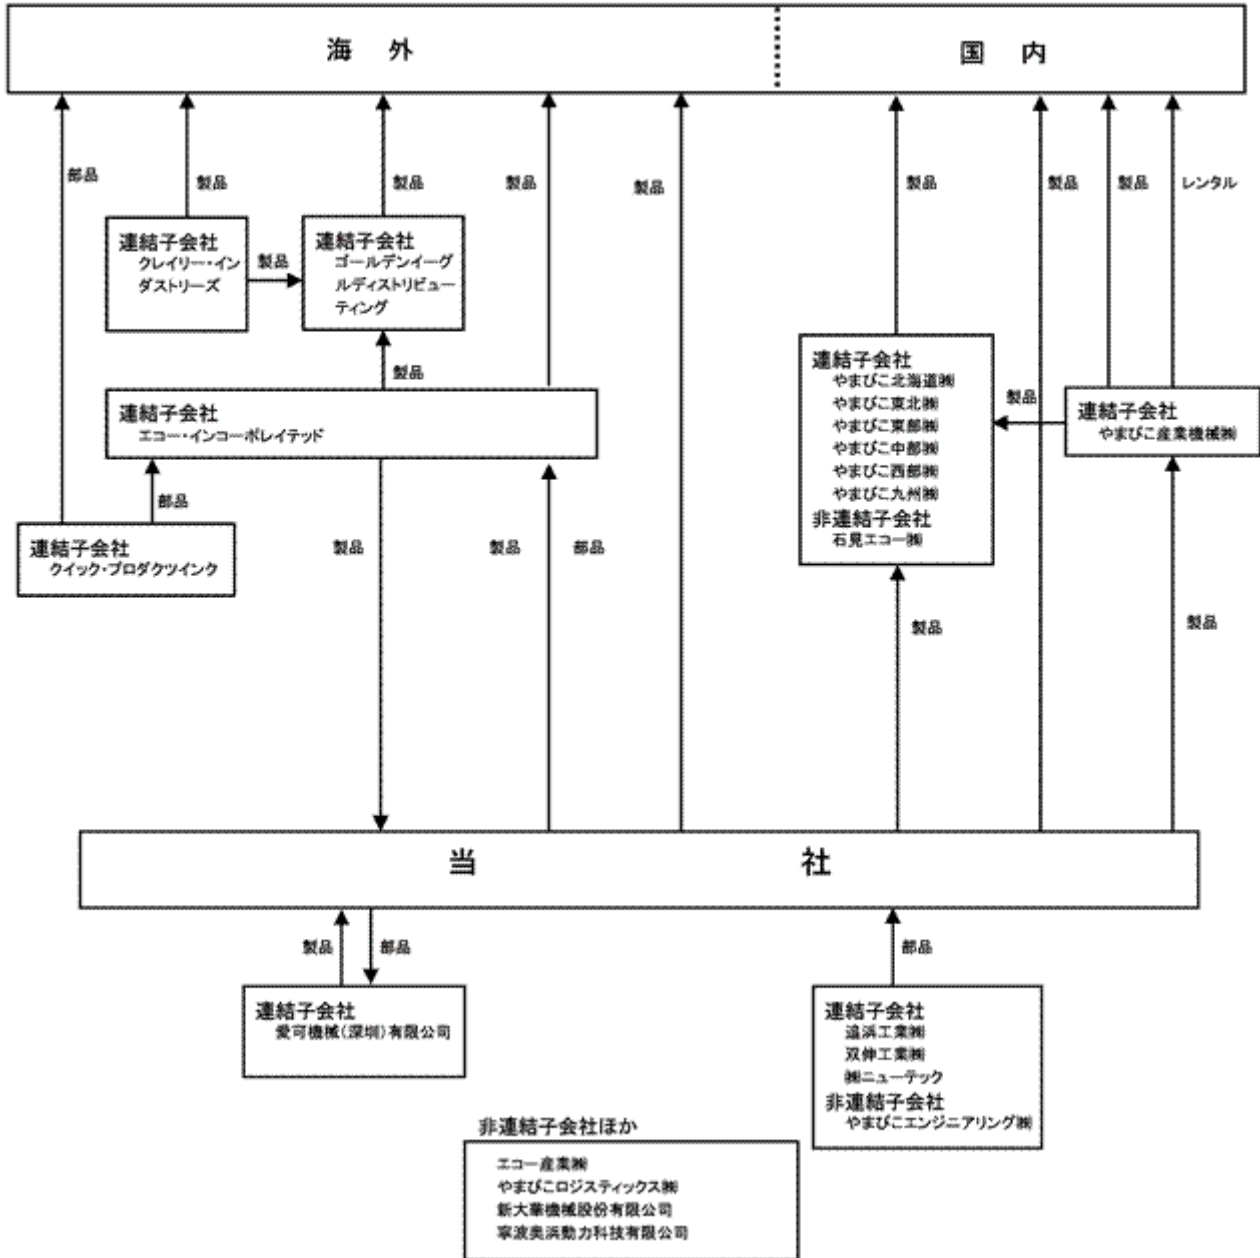 海 外
国 内
部品
製品
製品
製品
製品
製品
製品
製品
レンタル
連結子会社
クレイリー・イン
ダストリーズ
製品
連結子会社
ゴールデンイーグ
ルディストリビュー
ティング
製品
連結子会社
エコー・インコーポレイテッド
部品
連結子会社
クイック・プロダクツインク
製品
製品
部品
連結子会社
やまびこ北海道㈱
やまびこ東北㈱
やまびこ東部㈱
やまびこ中部㈱
やまびこ西部㈱
やまびこ九州㈱
非連結子会社
石見エコー㈱
製品
連結子会社
やまびこ産業機械㈱
製品
製品
当 社
製品
部品
連結子会社
愛可機械(深圳)有限公司
部品
連結子会社
追浜工業㈱
双伸工業㈱
㈱ニューテック
非連結子会社
やまびこエンジニアリング㈱
非連結子会社ほか
エコー産業㈱
やまびこロジスティックス㈱
新大華機械股份有限公司
寧波奥浜動力科技有限公司